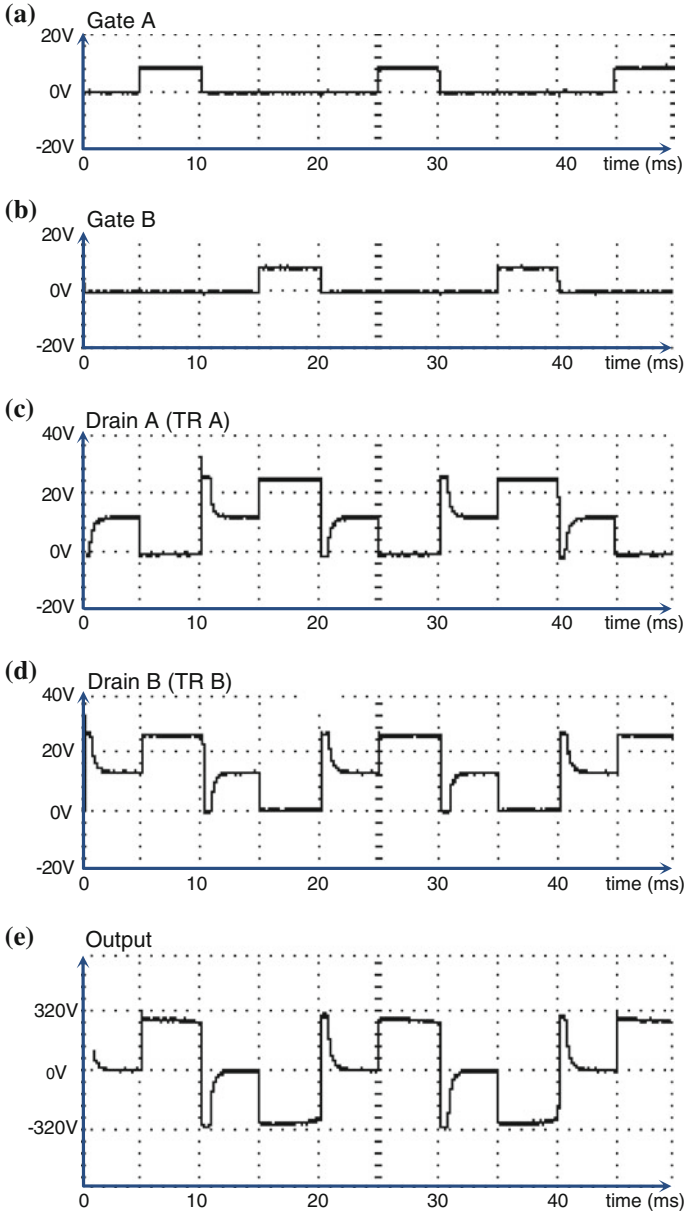 (a)
Gate A
20V
0V
-20V
0 10 20 30 40 time (ms)
(b)
Gate B
20V
0V
-20V
0 10 20 30 40 time (ms)
(c)
Drain A (TR A)
40V
20V
0V
-20V
0 10 20 30 40 time (ms)
(d)
Drain B (TR B)
40V
20V
0V
-20V
0 10 20 30 40 time (ms)
(e)
Output
320V
0V
-320V
0 10 20 30 40 time (ms)